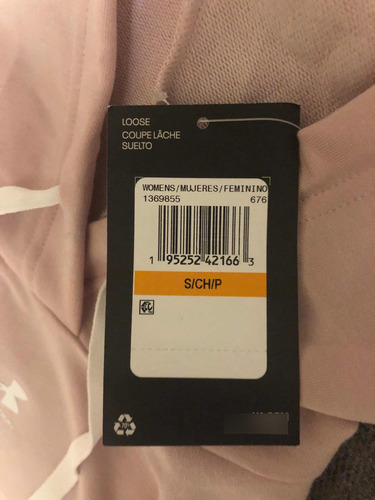 LOOSE
COUPE LÂCHE
SUELTO
WOMENS/MUJERES/FEMININO
1369855 676
1 95252 42166 3
S/CH/P